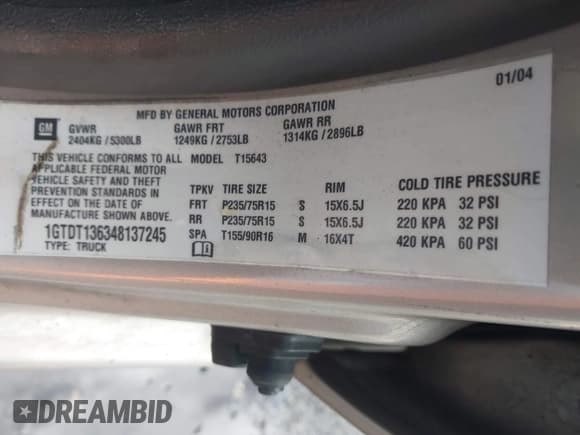 01/04
MFD BY GENERAL MOTORS CORPORATION
GM GVWR GAWR FRT GAWR RR
2404KG / 5300LB 1249KG / 2753LB 1314KG / 2896LB
THIS VEHICLE CONFORMS TO ALL MODEL T15643
APPLICABLE FEDERAL MOTOR
VEHICLE SAFETY AND THEFT
PREVENTION STANDARDS IN
EFFECT ON THE DATE OF
MANUFACTURE SHOWN ABOVE.
1GTDT136348137245
TYPE: TRUCK
TPKV TIRE SIZE RIM COLD TIRE PRESSURE
FRT P235/75R15 S 15X6.5J 220 KPA 32 PSI
RR P235/75R15 S 15X6.5J 220 KPA 32 PSI
SPA T155/90R16 M 16X4T 420 KPA 60 PSI
DREAMBID